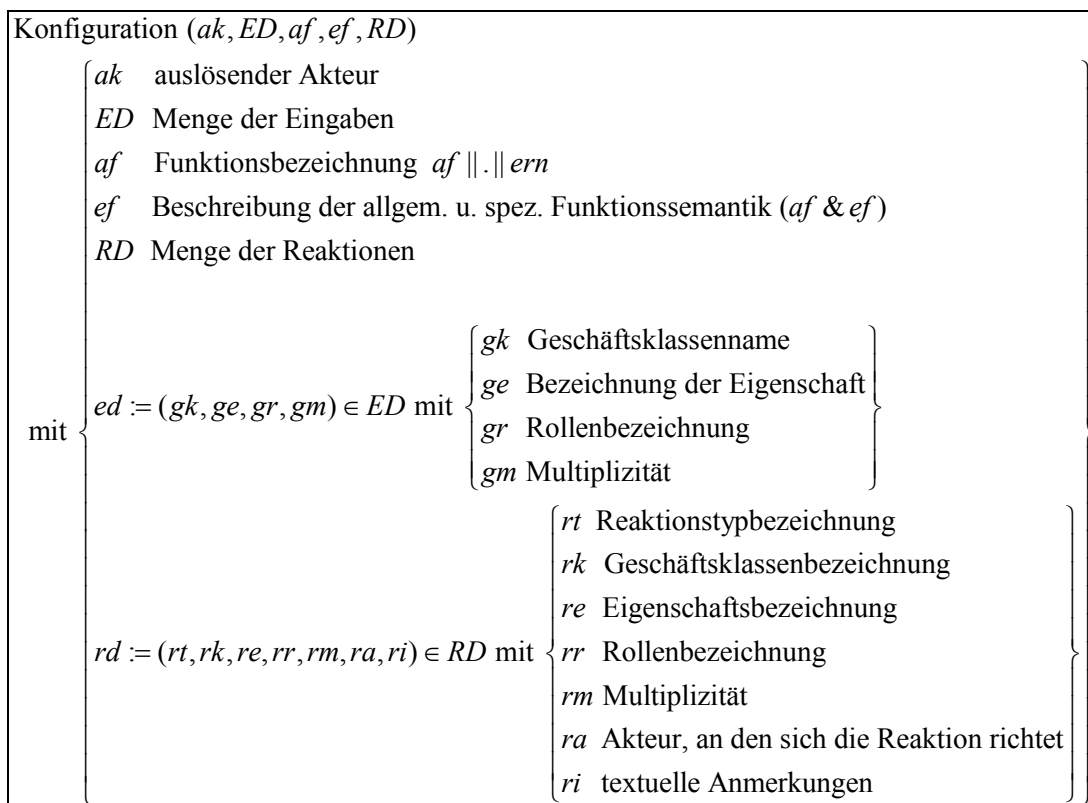 Konfiguration (ak, ED, af, ef, RD)
mit
ak auslösender Akteur
ED Menge der Eingaben
af Funktionsbezeichnung af || . || ern
ef Beschreibung der allgem. u. spez. Funktionssemantik (af & ef)
RD Menge der Reaktionen
ed := (gk, ge, gr, gm) ∈ ED mit
gk Geschäftsklassenname
ge Bezeichnung der Eigenschaft
gr Rollenbezeichnung
gm Multiplizität
rd := (rt, rk, re, rr, rm, ra, ri) ∈ RD mit
rt Reaktionstypbezeichnung
rk Geschäftsklassenbezeichnung
re Eigenschaftsbezeichnung
rr Rollenbezeichnung
rm Multiplizität
ra Akteur, an den sich die Reaktion richtet
ri textuelle Anmerkungen